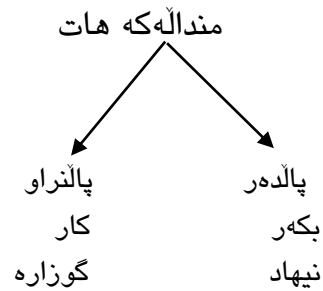 منداڵەکە هات
پاڵدەر پاڵنراو
بکەر کار
نیهاد گوزارە